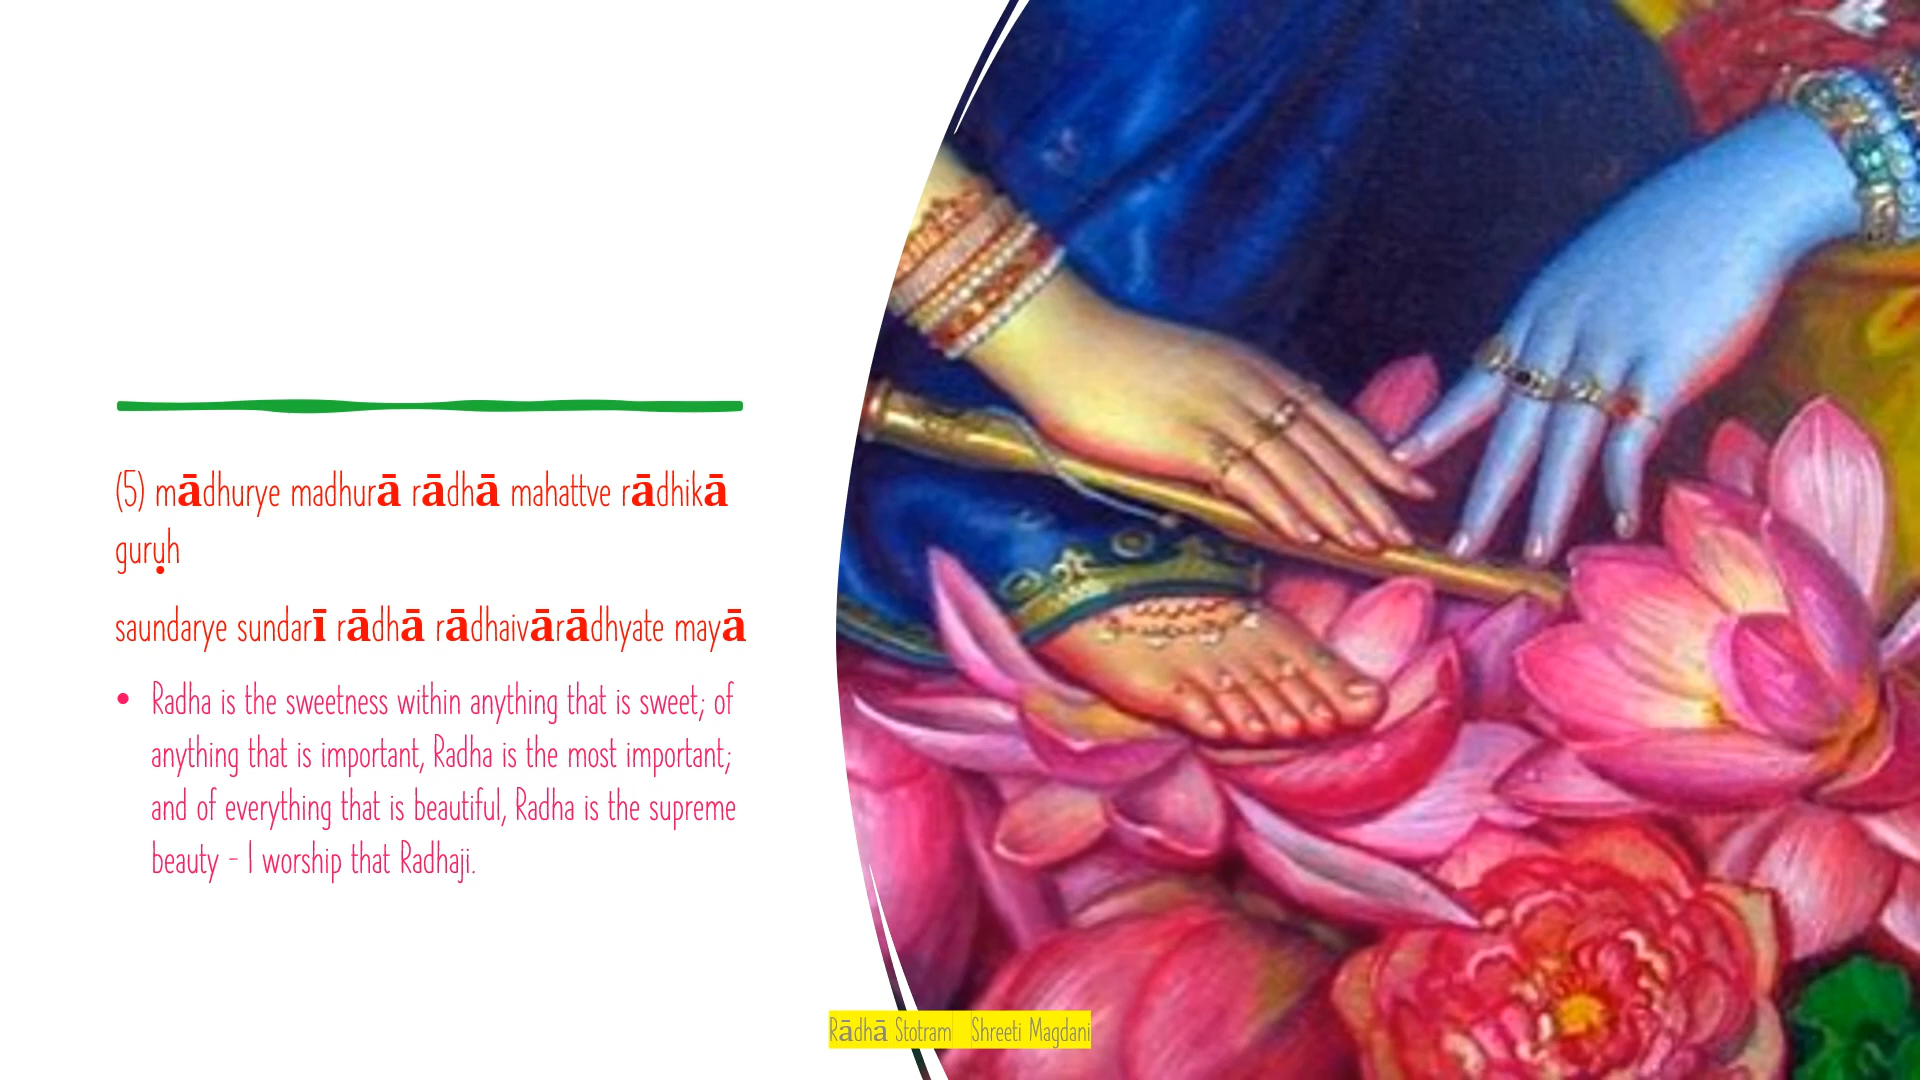 (5) mādhurye madhurā rādhā mahattve rādhikā
gurụh
saundarye sundarī rādhā rādhaivārādhyate mayā
• Radha is the sweetness within anything that is sweet; of
anything that is important, Radha is the most important;
and of everything that is beautiful, Radha is the supreme
beauty - I worship that Radhaji.
Rādhā Stotram Shreeti Magdani